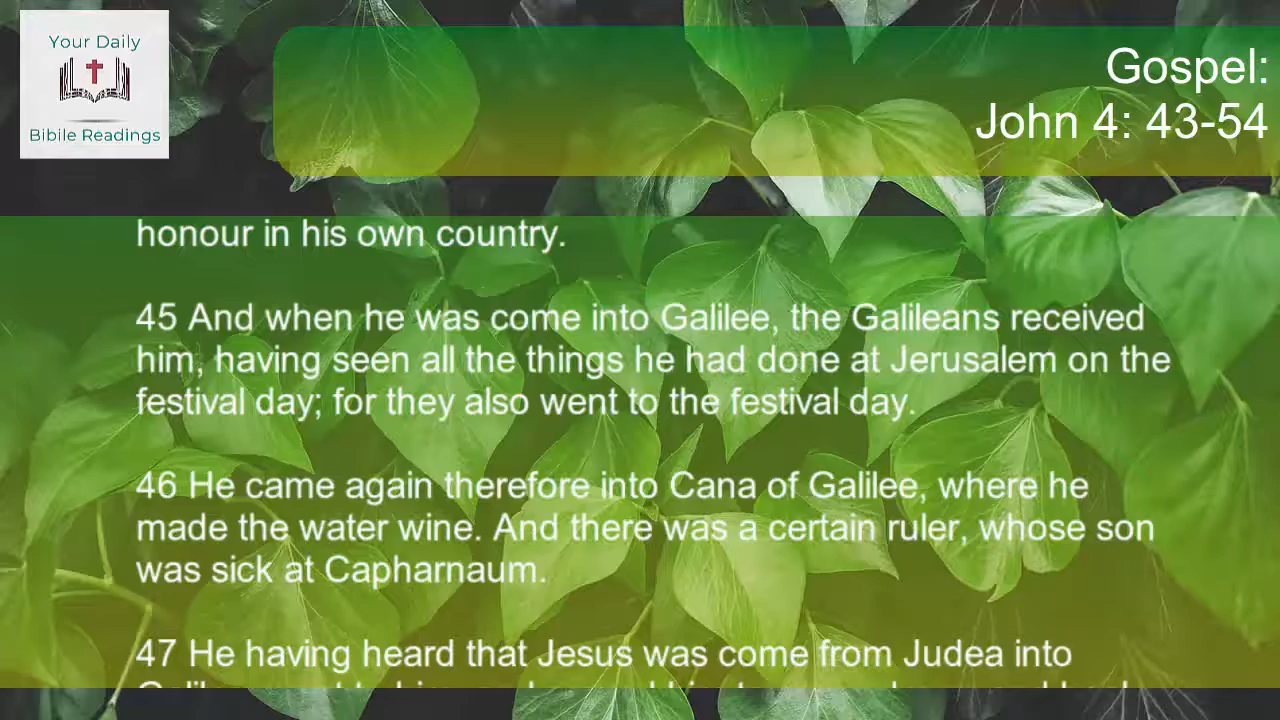 Your Daily
Bibile Readings
Gospel:
John 4: 43-54
honour in his own country.
45 And when he was come into Galilee, the Galileans received
him, having seen all the things he had done at Jerusalem on the
festival day; for they also went to the festival day.
46 He came again therefore into Cana of Galilee, where he
made the water wine. And there was a certain ruler, whose son
was sick at Capharnaum.
47 He having heard that Jesus was come from Judea into